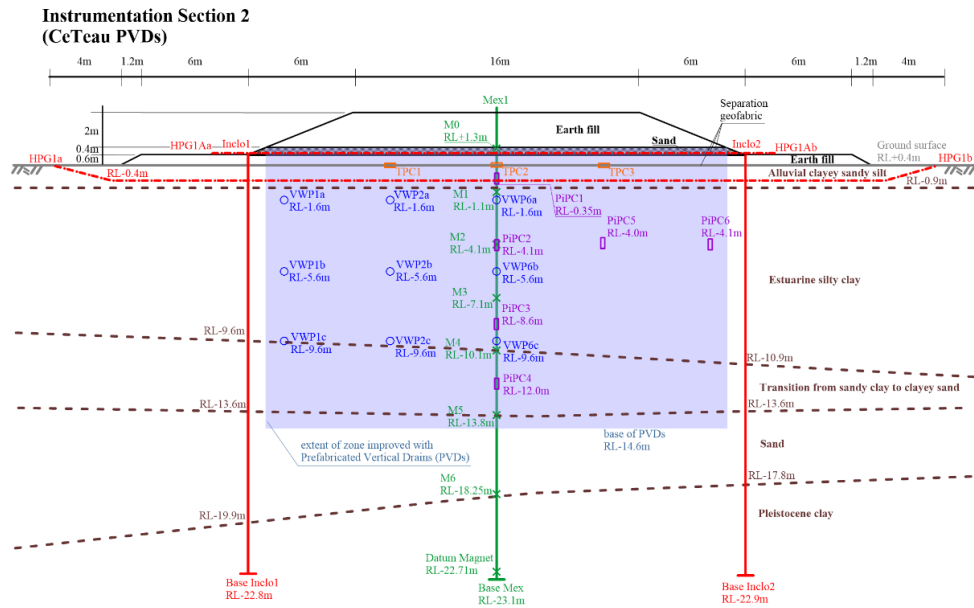 Instrumentation Section 2
(CeTeau PVDs)
4m
1.2m
6m
6m
16m
6m
6m
1.2m
4m
Mex1
Separation
geofabric
2m
0.4m
0.6m
M0
RL+1.3m
Earth fill
Sand
HPG1a
HPG1Aa
Inclo1
Inclo2
HPG1Ab
Ground surface
RL+0.4m
Earth fill
HPG1b
TPC1
TPC2
TPC3
Alluvial clayey sandy silt
RL-0.4m
RL-0.9m
VWP1a
RL-1.6m
VWP2a
RL-1.6m
M1
RL-1.1m
VWP6a
RL-1.6m
PiPC1
RL-0.35m
PiPC5
RL-4.0m
PiPC6
RL-4.1m
M2
RL-4.1m
PiPC2
RL-4.1m
VWP1b
RL-5.6m
VWP2b
RL-5.6m
VWP6b
RL-5.6m
Estuarine silty clay
M3
RL-7.1m
PiPC3
RL-8.6m
RL-9.6m
VWP1c
RL-9.6m
VWP2c
RL-9.6m
M4
RL-10.1m
VWP6c
RL-9.6m
RL-10.9m
PiPC4
RL-12.0m
Transition from sandy clay to clayey sand
RL-13.6m
M5
RL-13.8m
RL-13.6m
extent of zone improved with
Prefabricated Vertical Drains (PVDs)
base of PVDs
RL-14.6m
Sand
M6
RL-18.25m
RL-17.8m
RL-19.9m
Pleistocene clay
Datum Magnet
RL-22.71m
Base Inclo1
RL-22.8m
Base Mex
RL-23.1m
Base Inclo2
RL-22.9m